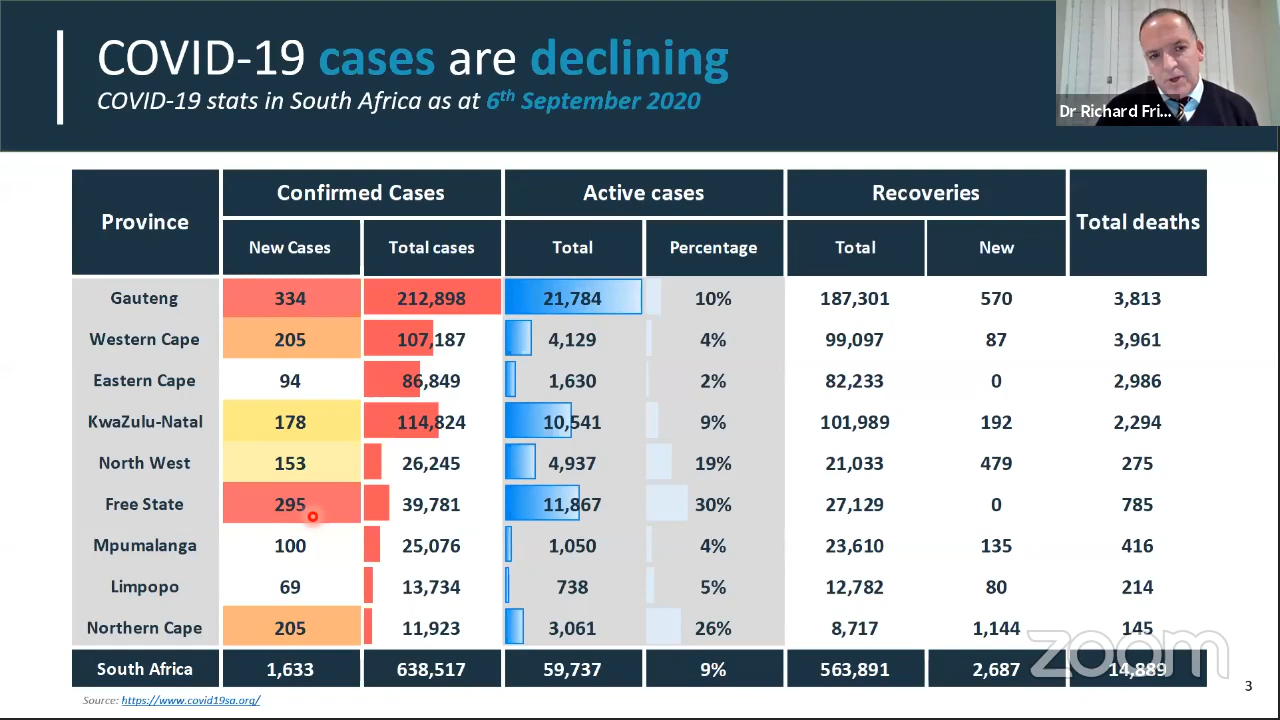 COVID-19 cases are declining
COVID-19 stats in South Africa as at 6th September 2020
Dr Richard Fri...
Province Confirmed Cases Active cases Recoveries Total deaths
New Cases Total cases Total Percentage Total New
Gauteng 334 212,898 21,784 10% 187,301 570 3,813
Western Cape 205 107,187 4,129 4% 99,097 87 3,961
Eastern Cape 94 86,849 1,630 2% 82,233 0 2,986
KwaZulu-Natal 178 114,824 10,541 9% 101,989 192 2,294
North West 153 26,245 4,937 19% 21,033 479 275
Free State 295 39,781 11,867 30% 27,129 0 785
Mpumalanga 100 25,076 1,050 4% 23,610 135 416
Limpopo 69 13,734 738 5% 12,782 80 214
Northern Cape 205 11,923 3,061 26% 8,717 1,144 145
South Africa 1,633 638,517 59,737 9% 563,891 2,687 14,889
zoom
Source: https://www.covid19sa.org/
3